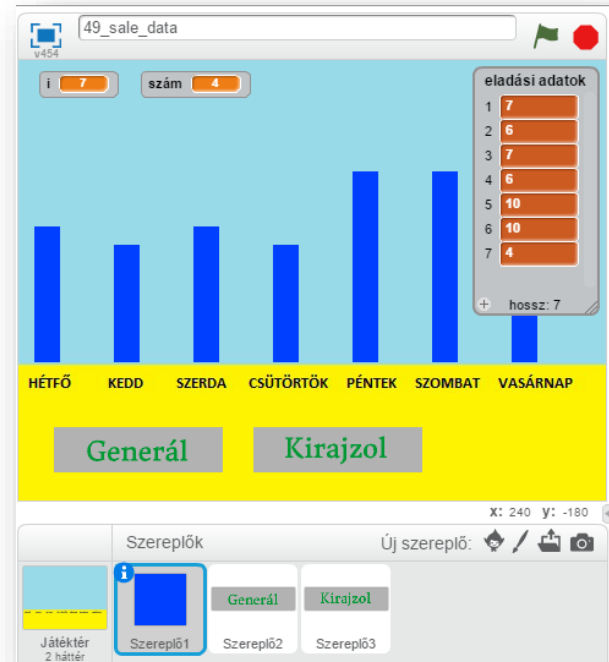 49_sale_data
v454
i 7
szám 4
eladási adatok
1 7
2 6
3 7
4 6
5 10
6 10
7 4
+ hossz: 7
HÉTFŐ KEDD SZERDA CSÜTÖRTÖK PÉNTEK SZOMBAT VASÁRNAP
Generál Kirajzol
X: 240 y: -180
Szereplők Új szereplő:
Generál Kirajzol
Játéktér Szereplő1 Szereplő2 Szereplő3
2 háttér